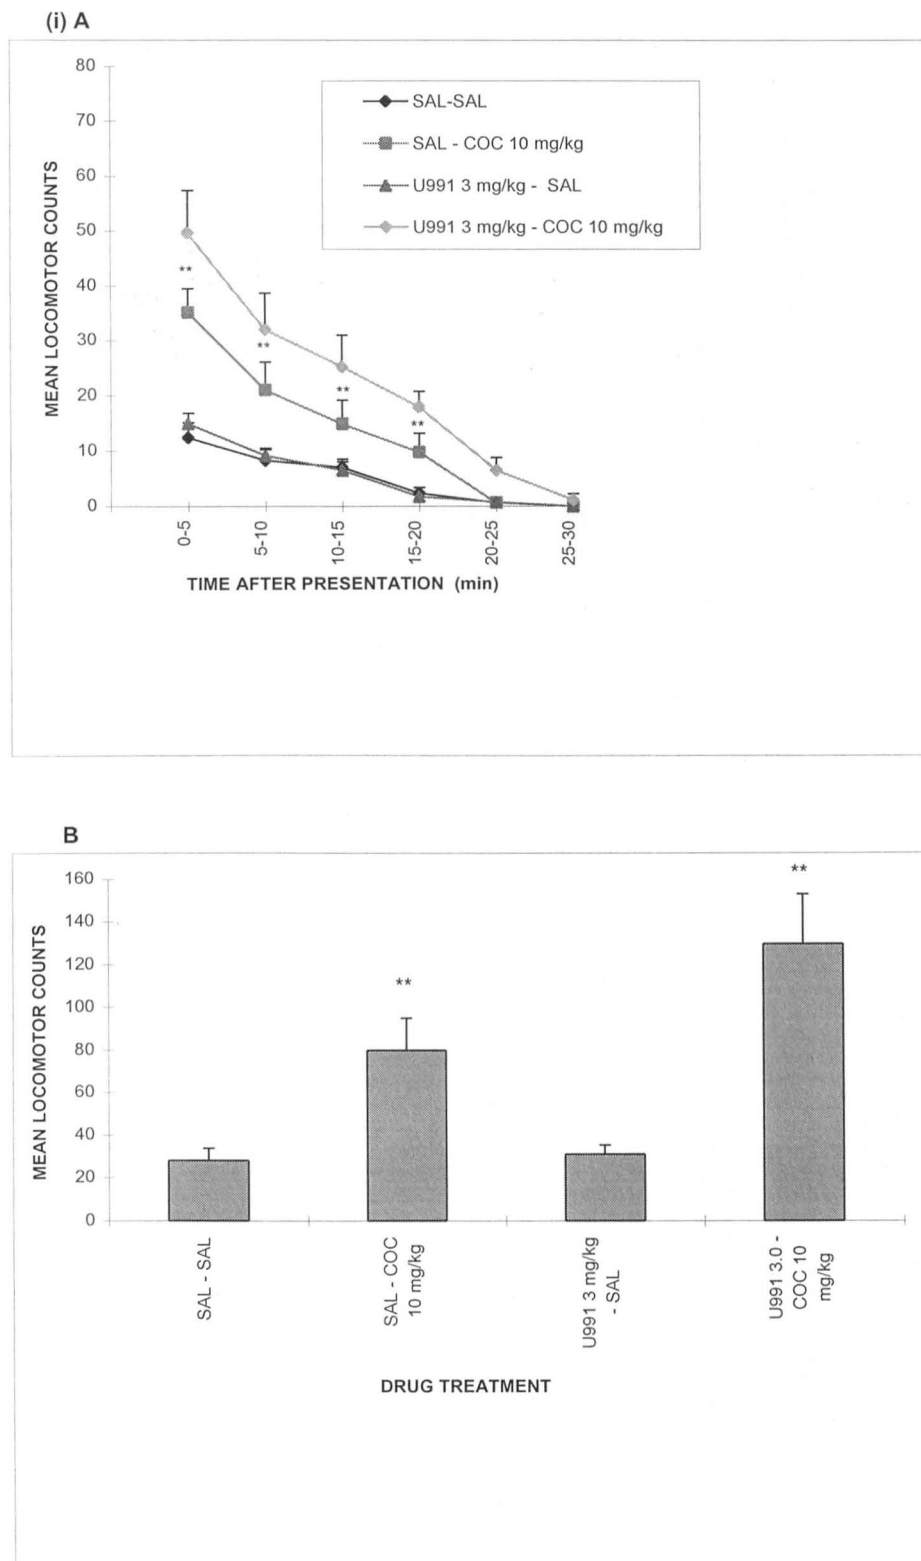 (i) A
80
70
60
50
40
30
20
10
0
MEAN LOCOMOTOR COUNTS
SAL-SAL
SAL - COC 10 mg/kg
U991 3 mg/kg - SAL
U991 3 mg/kg - COC 10 mg/kg
**
**
**
**
0-5
5-10
10-15
15-20
20-25
25-30
TIME AFTER PRESENTATION (min)
B
160
140
120
100
80
60
40
20
0
MEAN LOCOMOTOR COUNTS
**
**
SAL - SAL
SAL - COC
10 mg/kg
U991 3 mg/kg
- SAL
U991 3.0 -
COC 10
mg/kg
DRUG TREATMENT